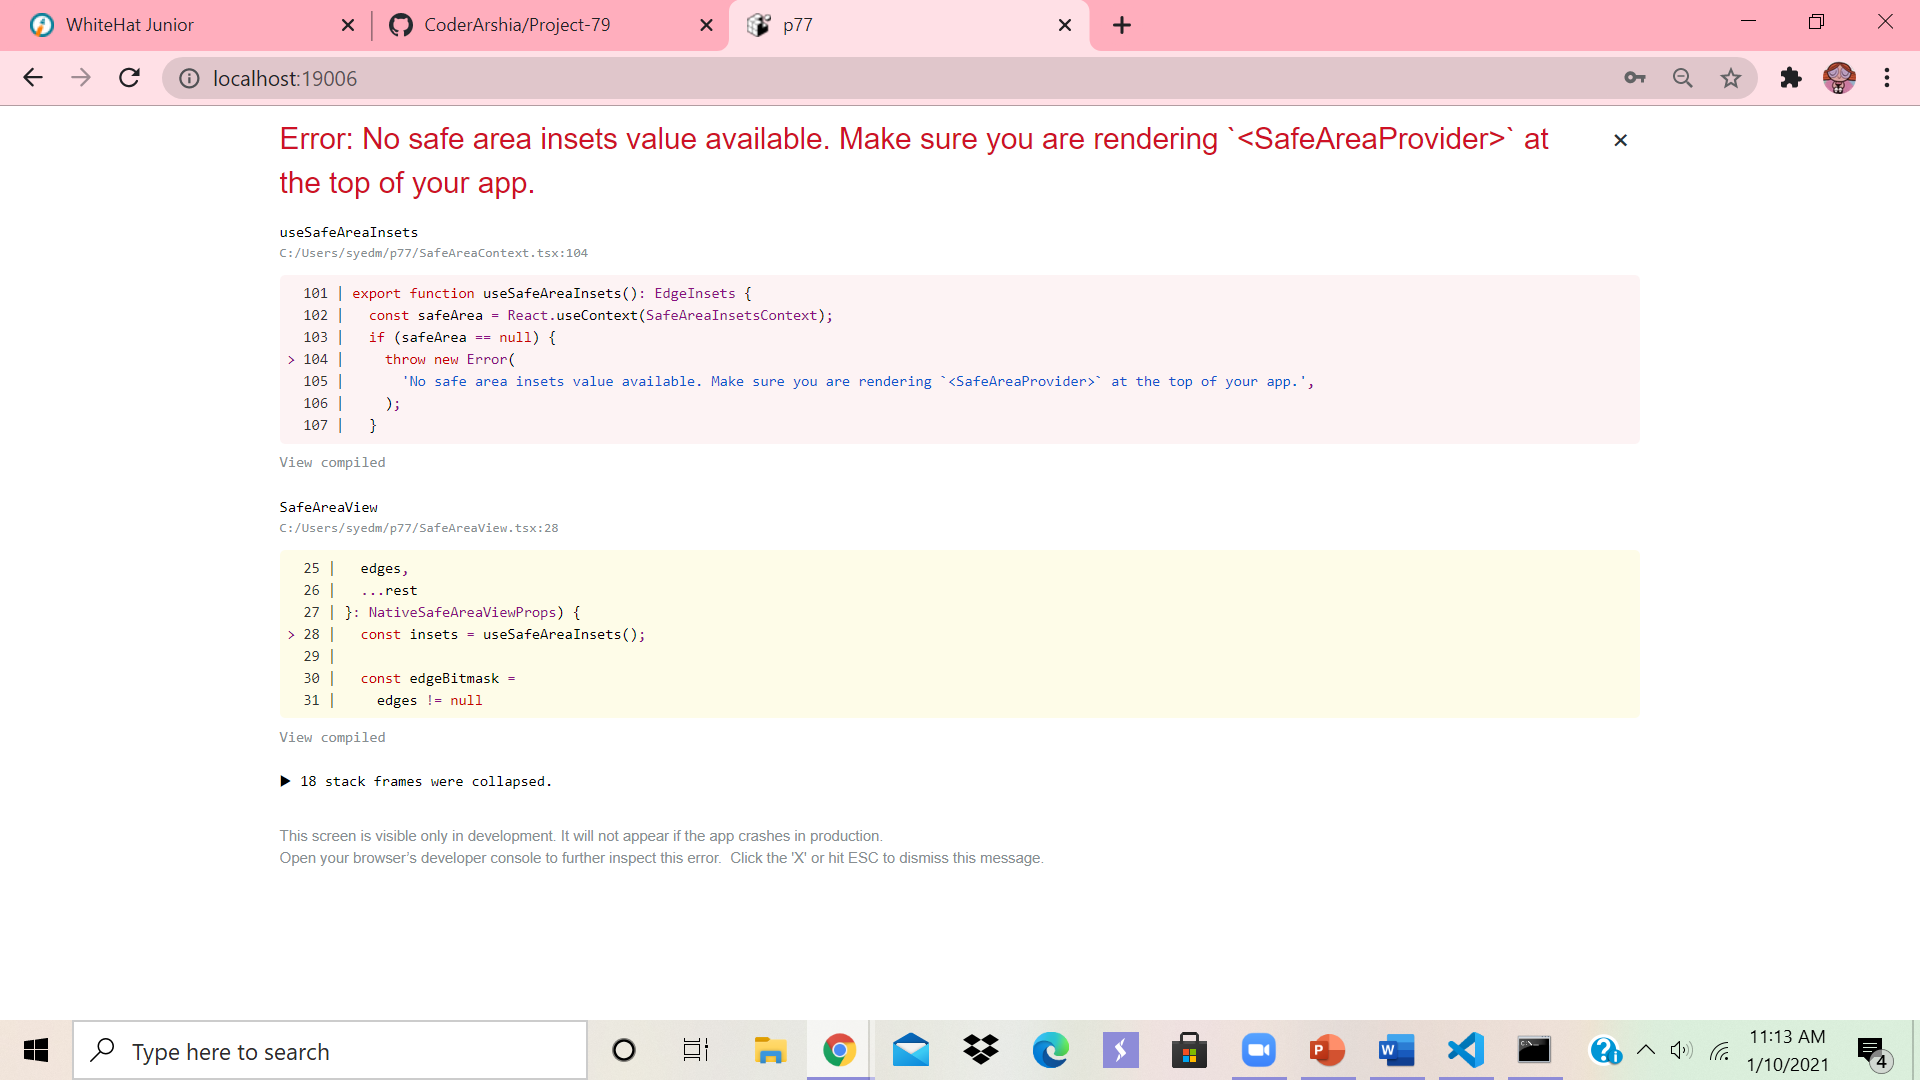 WhiteHat Junior
CoderArshia/Project-79
p77
localhost:19006
Error: No safe area insets value available. Make sure you are rendering `<SafeAreaProvider>` at
the top of your app.
useSafeAreaInsets
C:/Users/syedm/p77/SafeAreaContext.tsx:104
101 | export function useSafeAreaInsets(): EdgeInsets {
102 |   const safeArea = React.useContext(SafeAreaInsetsContext);
103 |   if (safeArea == null) {
> 104 |     throw new Error(
105 |       'No safe area insets value available. Make sure you are rendering `<SafeAreaProvider>` at the top of your app.',
106 |     );
107 |   }
View compiled
SafeAreaView
C:/Users/syedm/p77/SafeAreaView.tsx:28
25 |   edges,
26 |   ...rest
27 | }: NativeSafeAreaViewProps) {
> 28 |   const insets = useSafeAreaInsets();
29 |
30 |   const edgeBitmask =
31 |     edges != null
View compiled
▶ 18 stack frames were collapsed.
This screen is visible only in development. It will not appear if the app crashes in production.
Open your browser’s developer console to further inspect this error.  Click the 'X' or hit ESC to dismiss this message.
Type here to search
11:13 AM
1/10/2021
4